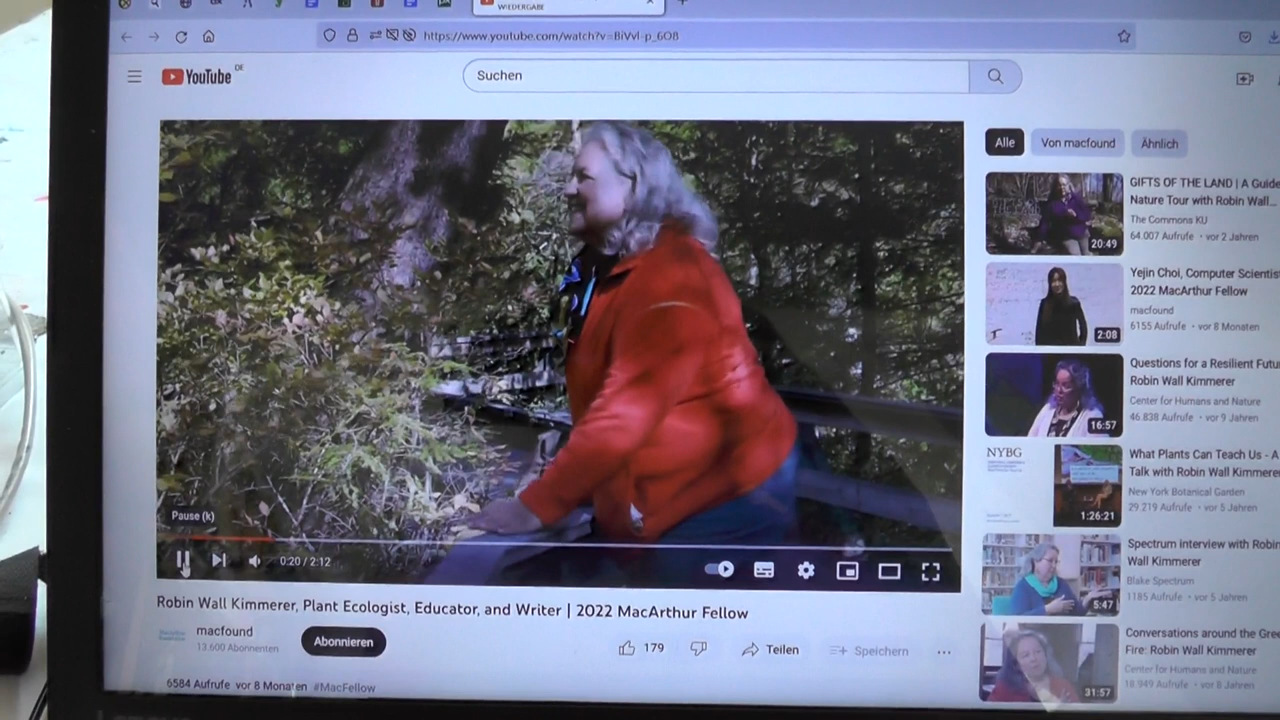 WIEDERGABE
https://www.youtube.com/watch?v=BiVvl-p_6O8
YouTube DE
Suchen
Alle
Von macfound
Ähnlich
GIFTS OF THE LAND | A Guide
Nature Tour with Robin Wall...
The Commons KU
64.007 Aufrufe • vor 2 Jahren
20:49
Yejin Choi, Computer Scientis
2022 MacArthur Fellow
macfound
6155 Aufrufe • vor 8 Monaten
2:08
Questions for a Resilient Futu
Robin Wall Kimmerer
Center for Humans and Nature
46.838 Aufrufe • vor 9 Jahren
16:57
NYBG
What Plants Can Teach Us - A
Talk with Robin Wall Kimmerer
New York Botanical Garden
29.219 Aufrufe • vor 5 Jahren
1:26:21
Spectrum interview with Robin
Wall Kimmerer
Blake Spectrum
1185 Aufrufe • vor 5 Jahren
5:47
Conversations around the Gree
Fire: Robin Wall Kimmerer
Center for Humans and Nature
18.949 Aufrufe • vor 8 Jahren
31:57
Pause (k)
0:20 / 2:12
Robin Wall Kimmerer, Plant Ecologist, Educator, and Writer | 2022 MacArthur Fellow
macfound
13.600 Abonnenten
Abonnieren
179
Teilen
Speichern
6584 Aufrufe vor 8 Monaten #MacFellow